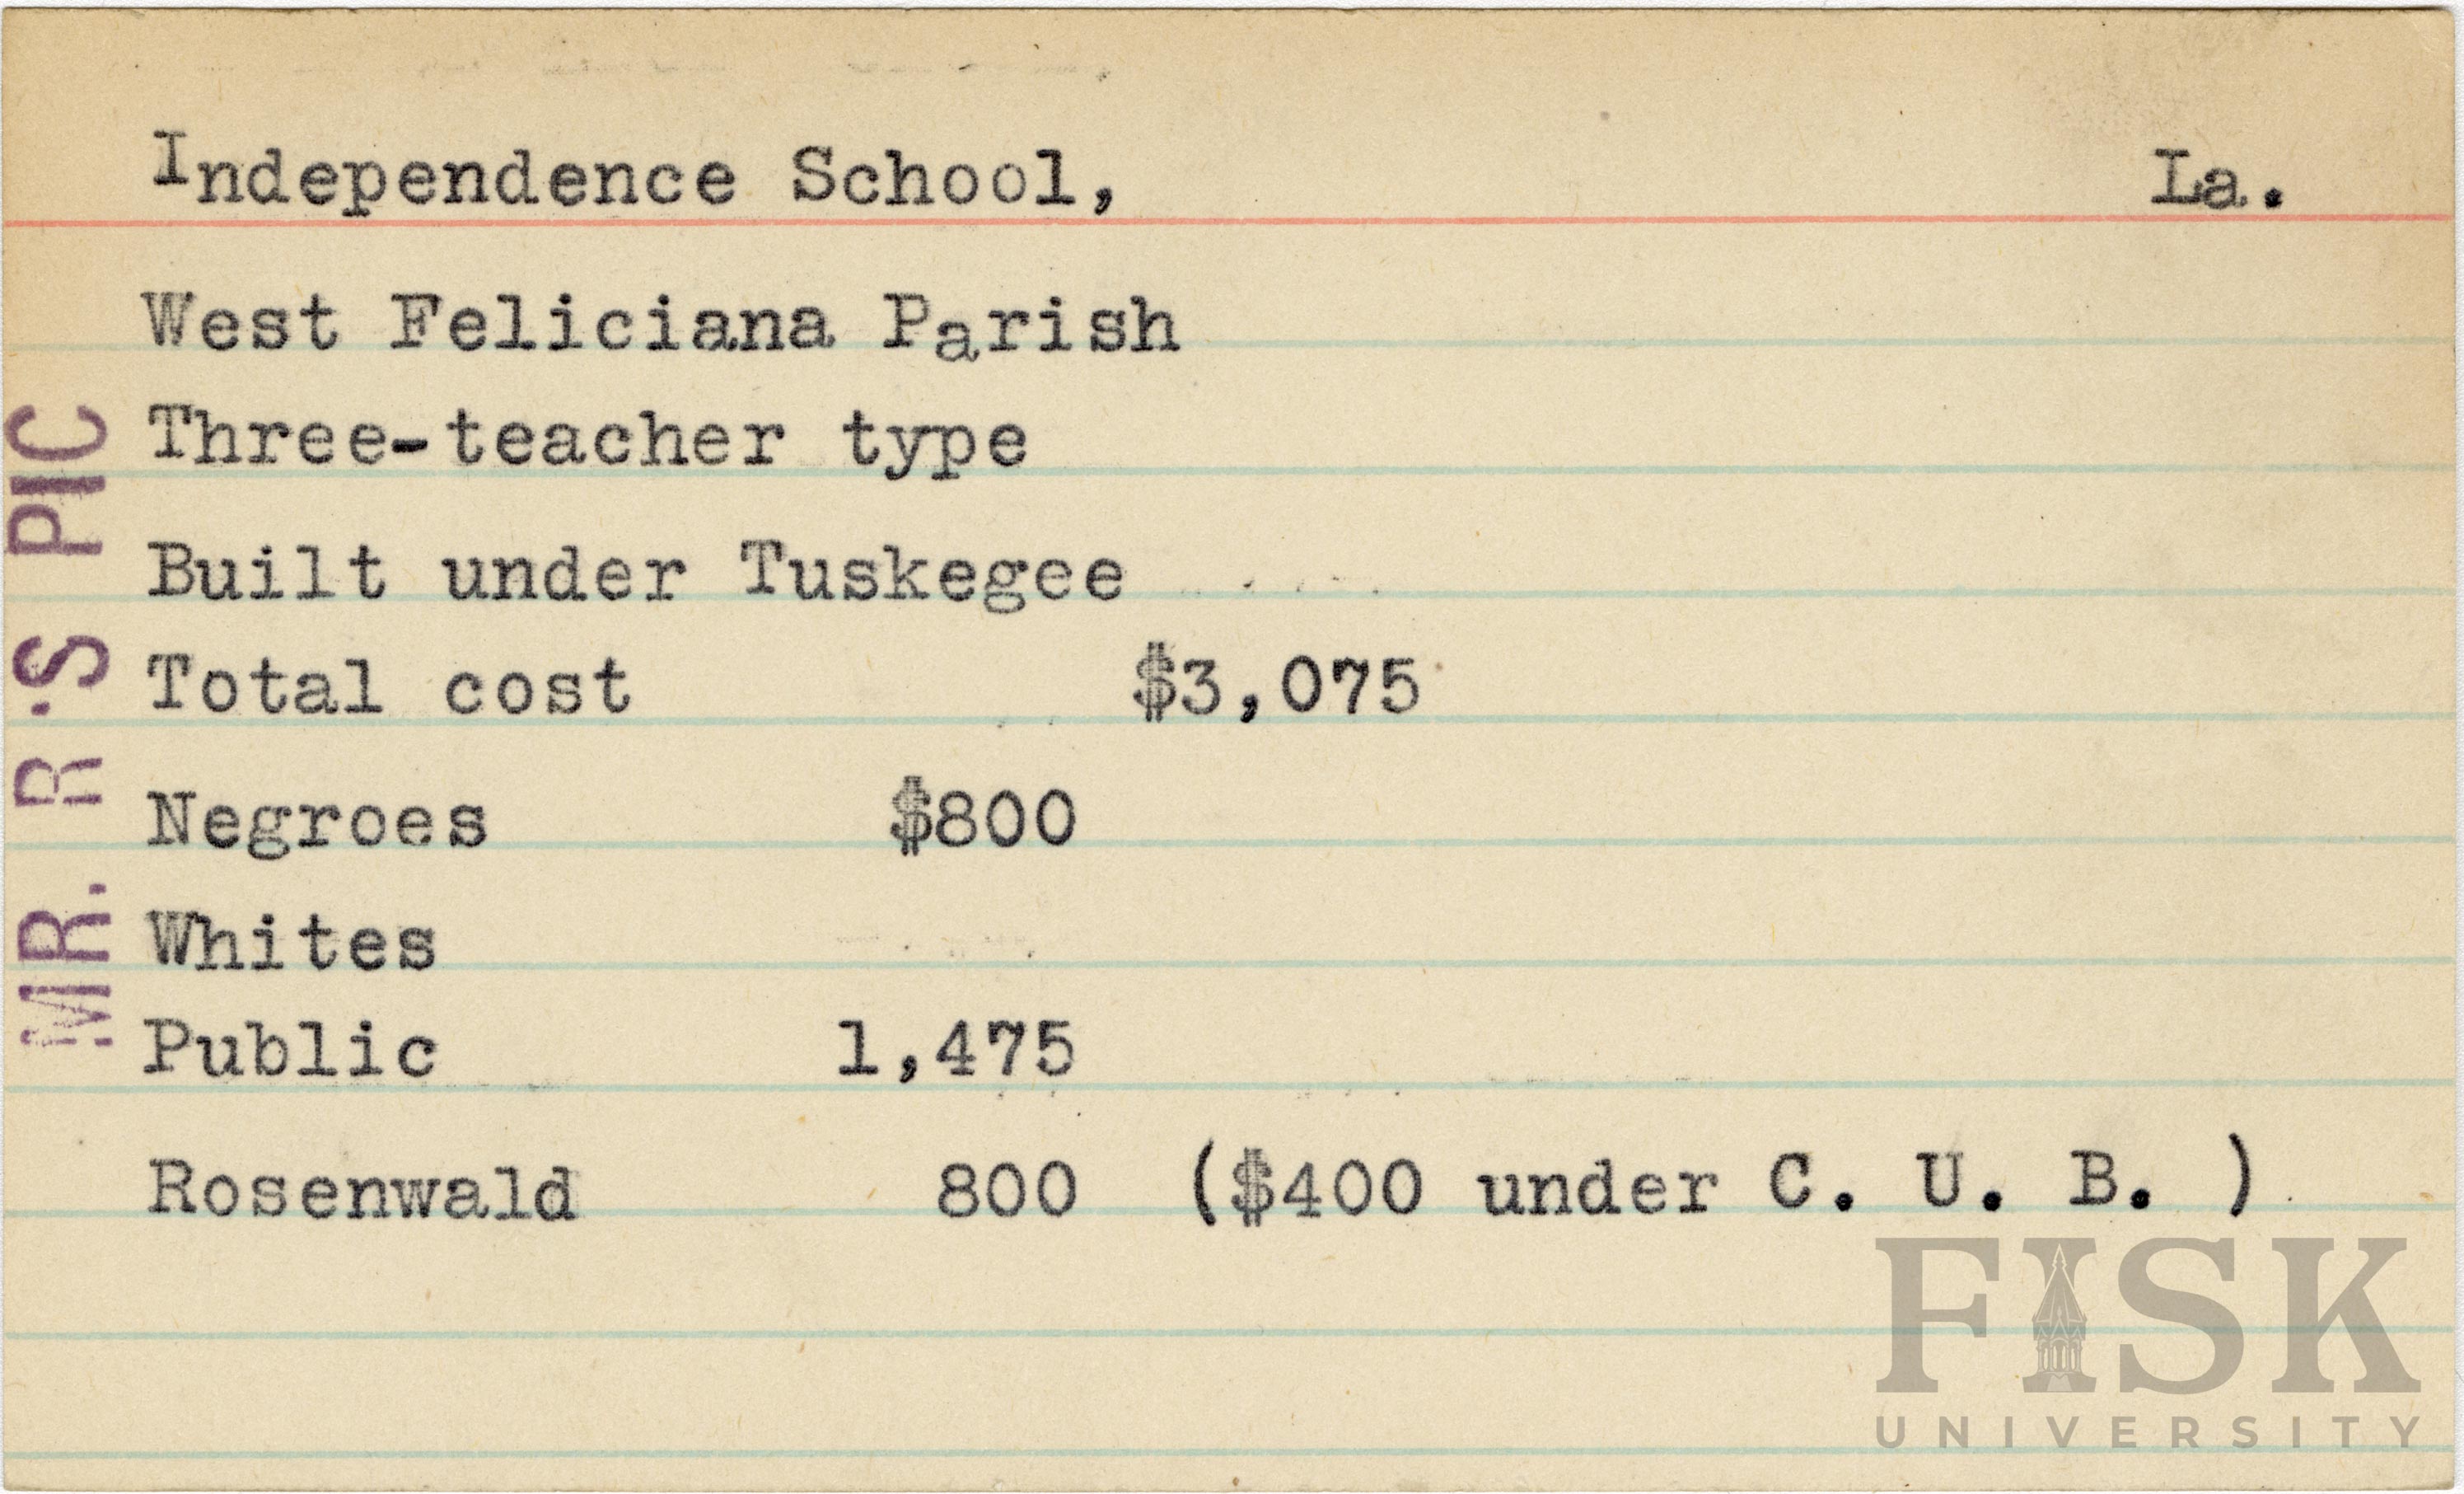 Independence School, La.
West Feliciana Parish
Three-teacher type
Built under Tuskegee
Total cost $3,075
Negroes $800
Whites
Public 1,475
Rosenwald 800 ($400 under C. U. B. )
MR. R·S PIC
FISK
UNIVERSITY